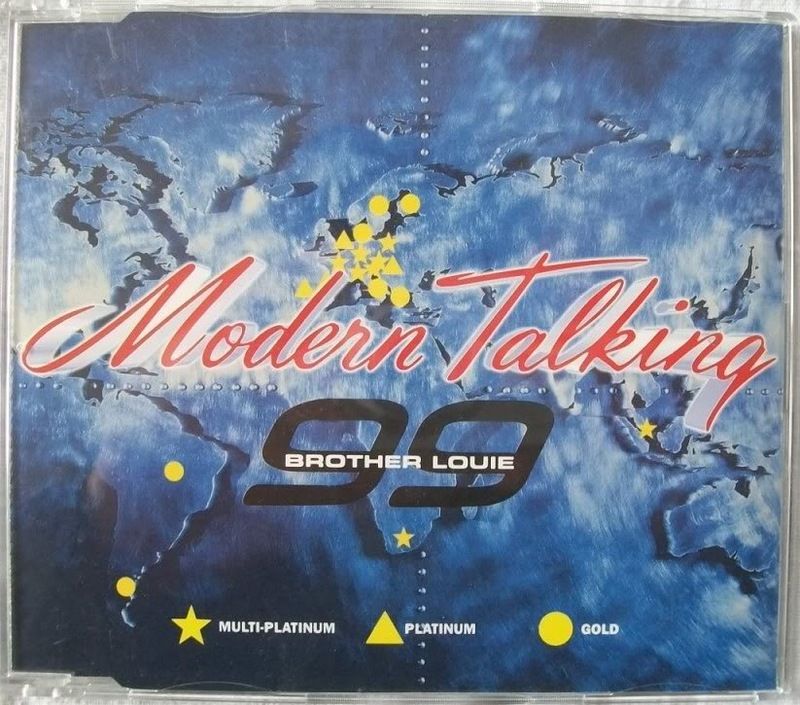 Modern Talking
99
BROTHER LOUIE
MULTI-PLATINUM PLATINUM GOLD